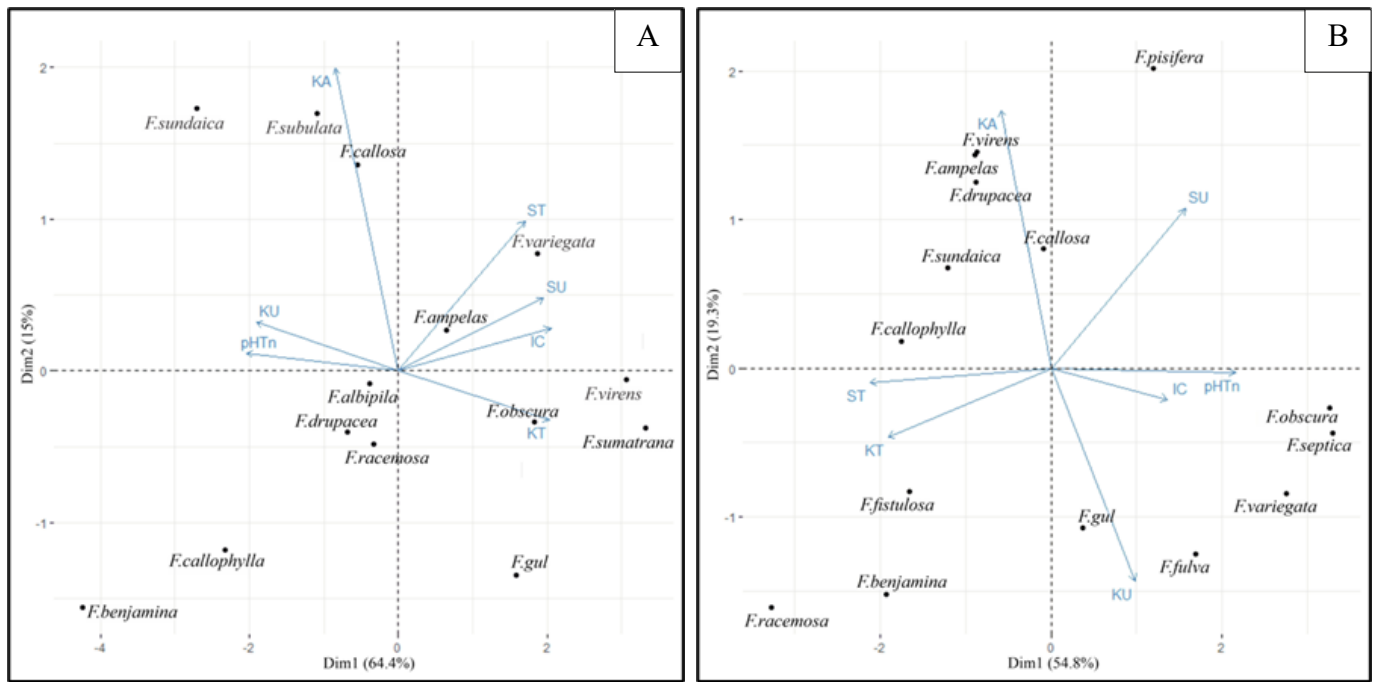 A
2
1
0
-1
-4
-2
0
2
Dim2 (15%)
Dim1 (64.4%)
KA
F.sundaica
F.subulata
F.callosa
ST
F.variegata
SU
KU
F.ampelas
IC
pHTn
F.albipila
F.virens
F.obscura
F.drupacea
KT
F.sumatrana
F.racemosa
F.callophylla
F.gul
F.benjamina
B
2
1
0
-1
-2
0
2
Dim2 (19.3%)
Dim1 (54.8%)
F.pisifera
KA
F.virens
F.ampelas
F.drupacea
SU
F.callosa
F.sundaica
F.callophylla
ST
IC
pHTn
F.obscura
KT
F.septica
F.fistulosa
F.variegata
F.gul
F.fulva
F.benjamina
KU
F.racemosa